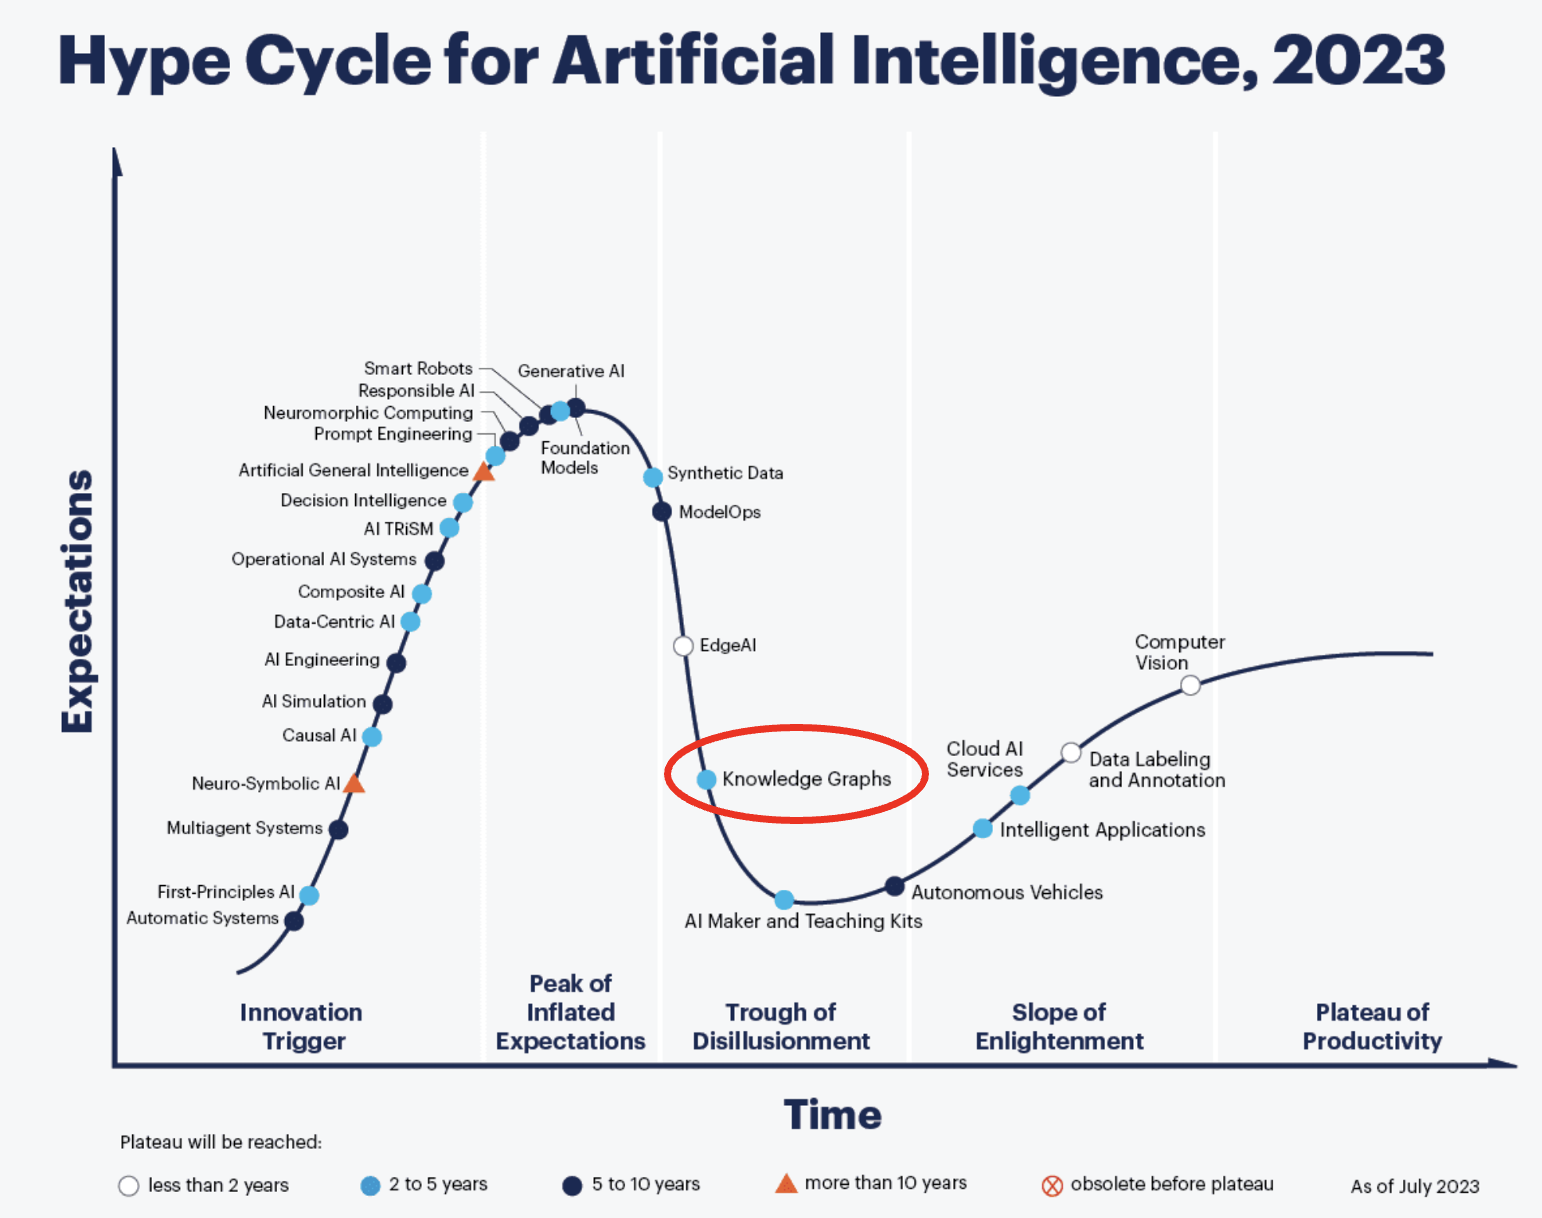 Hype Cycle for Artificial Intelligence, 2023
Expectations
Smart Robots
Generative AI
Responsible AI
Neuromorphic Computing
Prompt Engineering
Foundation
Models
Artificial General Intelligence
Synthetic Data
Decision Intelligence
ModelOps
AI TRiSM
Operational AI Systems
Composite AI
Data-Centric AI
EdgeAI
AI Engineering
Computer
Vision
AI Simulation
Causal AI
Cloud AI
Services
Data Labeling
and Annotation
Knowledge Graphs
Neuro-Symbolic AI
Multiagent Systems
Intelligent Applications
First-Principles AI
Autonomous Vehicles
Automatic Systems
AI Maker and Teaching Kits
Innovation
Trigger
Peak of
Inflated
Expectations
Trough of
Disillusionment
Slope of
Enlightenment
Plateau of
Productivity
Time
Plateau will be reached:
less than 2 years
2 to 5 years
5 to 10 years
more than 10 years
obsolete before plateau
As of July 2023